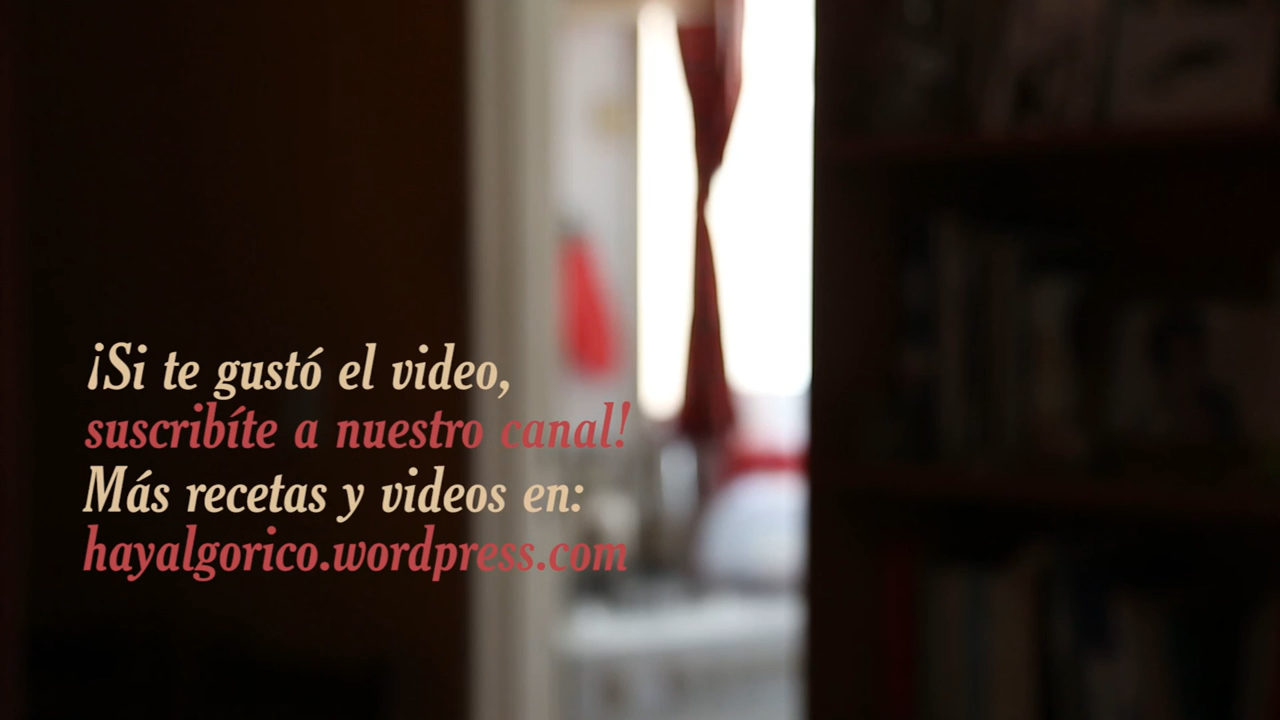 ¡Si te gustó el video,
suscribíte a nuestro canal!
Más recetas y videos en:
hayalgorico.wordpress.com